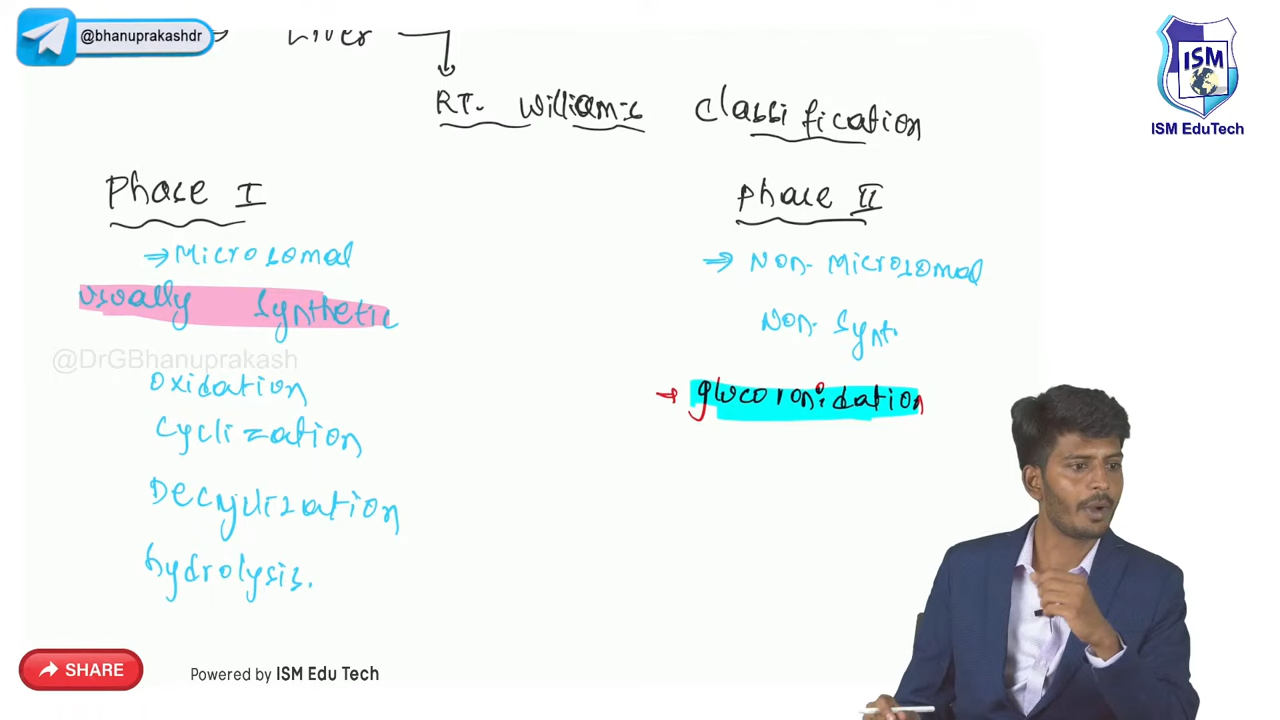 @bhanuprakashdr
Liver
ISM
ISM EduTech
RT. Williams Classification
Phase I
Phase II
⇒ Microsomal
⇒ Non-Microsomal
usually synthetic
Non-Synt
@DrGBhanuprakash
oxidation
→ glucoronidation
cyclization
Decyclization
hydrolysis.
SHARE
Powered by ISM Edu Tech